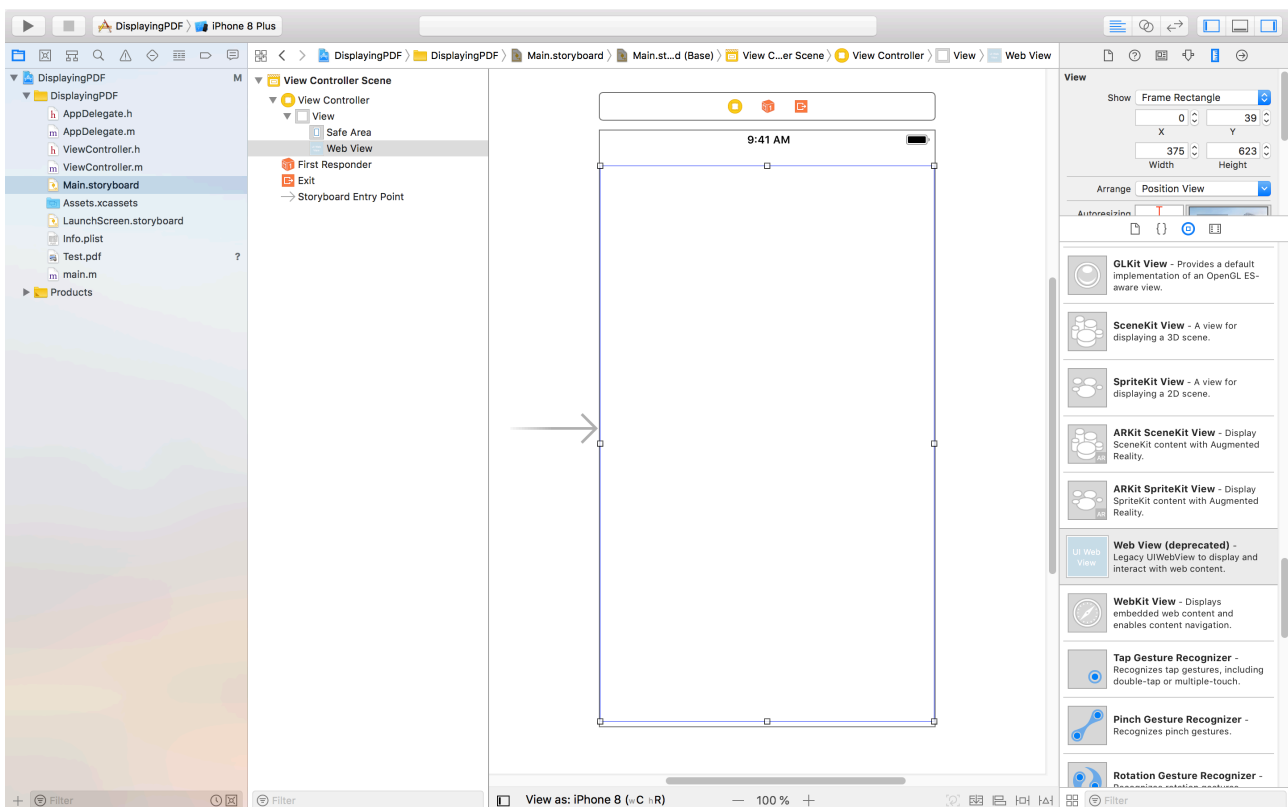 DisplayingPDF
iPhone 8 Plus
DisplayingPDF
DisplayingPDF
Main.storyboard
Main.st...d (Base)
View C...er Scene
View Controller
View
Web View
DisplayingPDF M
DisplayingPDF
h AppDelegate.h
m AppDelegate.m
h ViewController.h
m ViewController.m
Main.storyboard
Assets.xcassets
LaunchScreen.storyboard
Info.plist
Test.pdf ?
m main.m
Products
Filter
View Controller Scene
View Controller
View
Safe Area
Web View
First Responder
Exit
Storyboard Entry Point
Filter
9:41 AM
View as: iPhone 8 (wC hR)
100 %
View
Show Frame Rectangle
0 39
X Y
375 623
Width Height
Arrange Position View
Autoresizing
GLKit View - Provides a default
implementation of an OpenGL ES-
aware view.
SceneKit View - A view for
displaying a 3D scene.
SpriteKit View - A view for
displaying a 2D scene.
ARKit SceneKit View - Display
SceneKit content with Augmented
Reality.
AR
ARKit SpriteKit View - Display
SpriteKit content with Augmented
Reality.
AR
UI Web
View
Web View (deprecated) -
Legacy UIWebView to display and
interact with web content.
WebKit View - Displays
embedded web content and
enables content navigation.
Tap Gesture Recognizer -
Recognizes tap gestures, including
double-tap or multiple-touch.
Pinch Gesture Recognizer -
Recognizes pinch gestures.
Rotation Gesture Recognizer -
Recognizes rotation gestures
Filter